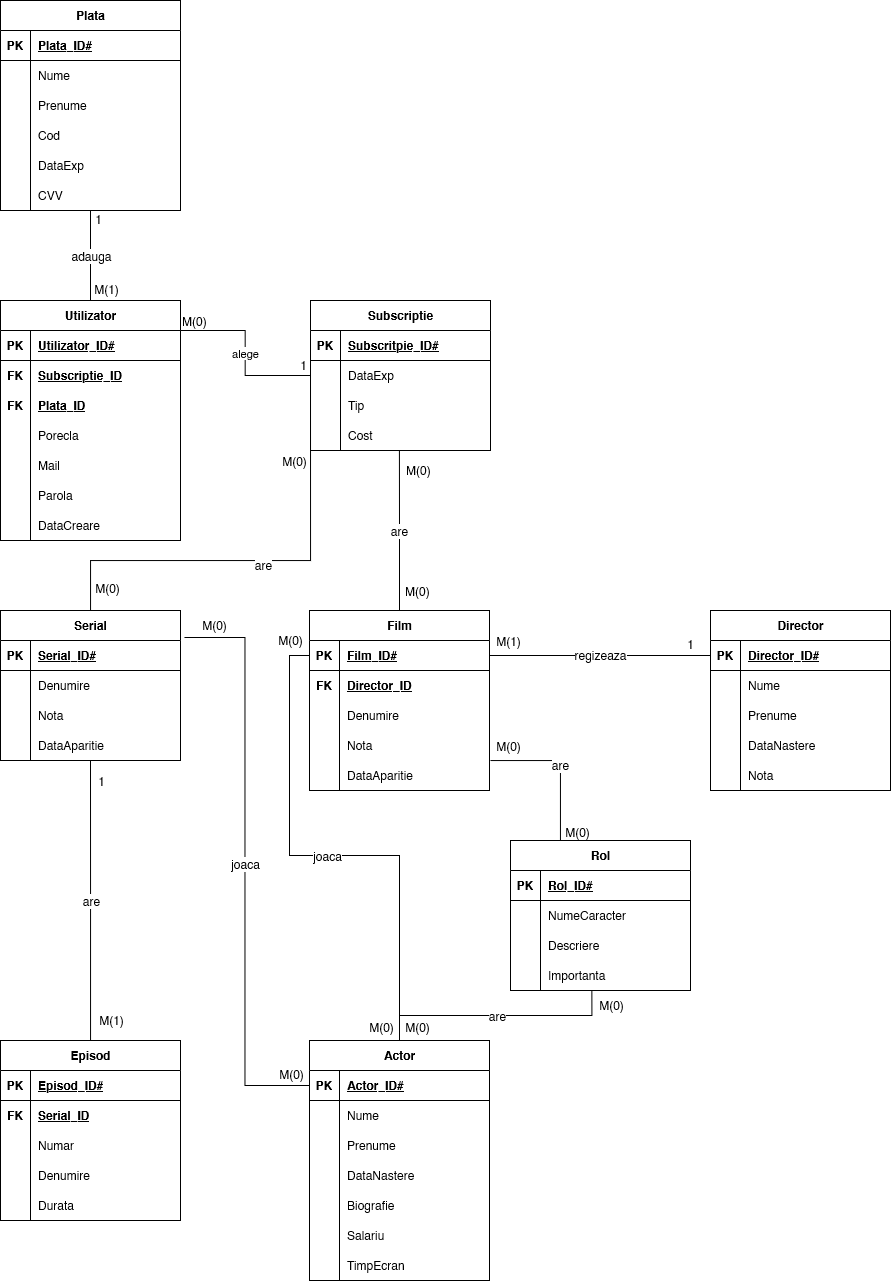 Plata
PK Plata_ID#
Nume
Prenume
Cod
DataExp
CVV
1
adauga
M(1)
Utilizator
PK Utilizator_ID#
FK Subscriptie_ID
FK Plata_ID
Porecla
Mail
Parola
DataCreare
M(0)
alege
1
Subscriptie
PK Subscritpie_ID#
DataExp
Tip
Cost
M(0)
M(0)
are
are
M(0)
M(0)
Serial
PK Serial_ID#
Denumire
Nota
DataAparitie
M(0)
M(0)
Film
PK Film_ID#
FK Director_ID
Denumire
Nota
DataAparitie
M(1)
regizeaza
1
Director
PK Director_ID#
Nume
Prenume
DataNastere
Nota
M(0)
are
M(0)
Rol
PK Rol_ID#
NumeCaracter
Descriere
Importanta
M(0)
are
1
are
M(1)
joaca
joaca
M(0)
M(0)
M(0)
Episod
PK Episod_ID#
FK Serial_ID
Numar
Denumire
Durata
Actor
PK Actor_ID#
Nume
Prenume
DataNastere
Biografie
Salariu
TimpEcran